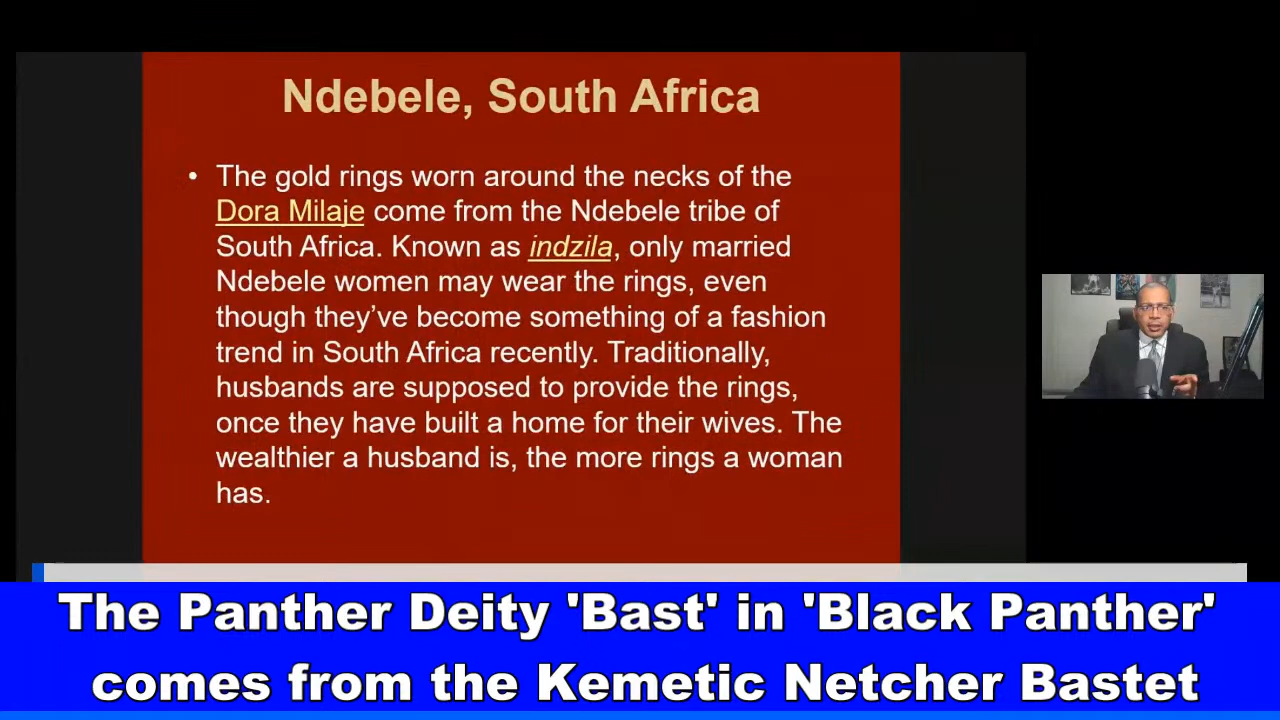 Ndebele, South Africa
• The gold rings worn around the necks of the
Dora Milaje come from the Ndebele tribe of
South Africa. Known as indzila, only married
Ndebele women may wear the rings, even
though they’ve become something of a fashion
trend in South Africa recently. Traditionally,
husbands are supposed to provide the rings,
once they have built a home for their wives. The
wealthier a husband is, the more rings a woman
has.
The Panther Deity 'Bast' in 'Black Panther'
comes from the Kemetic Netcher Bastet